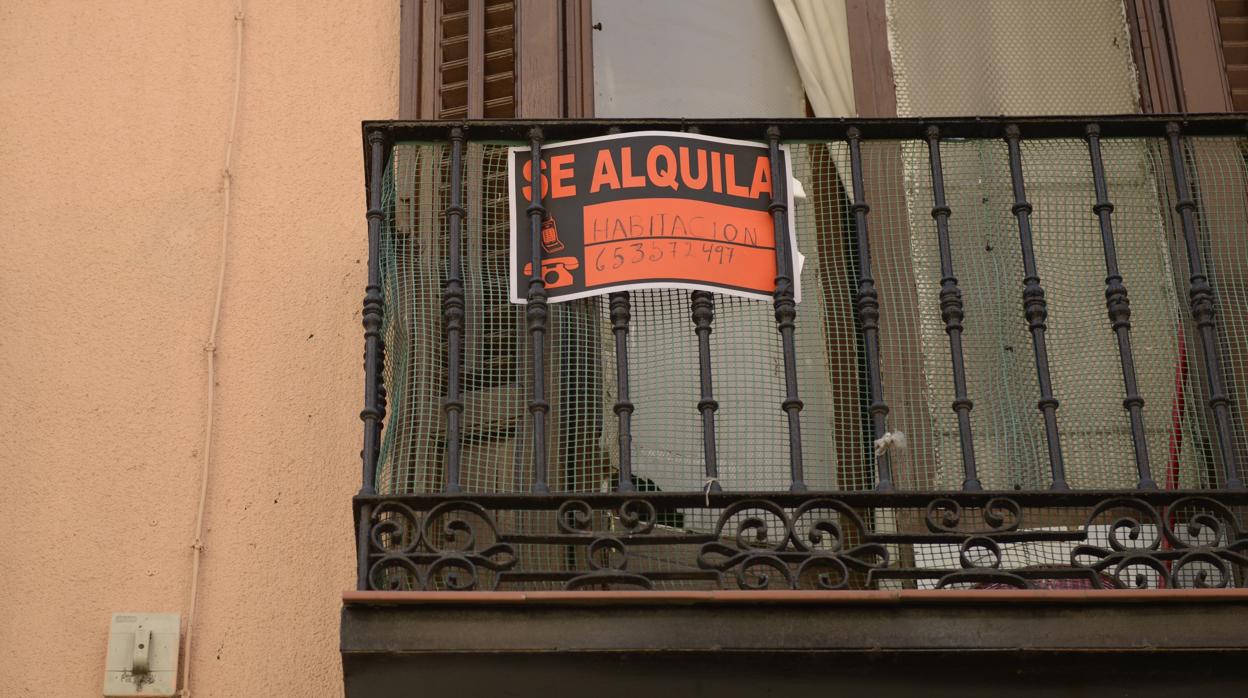 SE ALQUILA
HABITACION
653572497